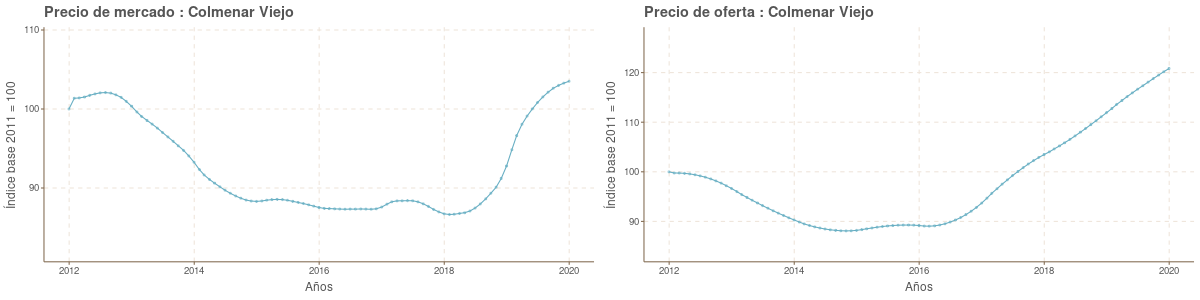 Precio de mercado : Colmenar Viejo
110
100
90
Índice base 2011 = 100
2012 2014 2016 2018 2020
Años
Precio de oferta : Colmenar Viejo
120
110
100
90
Índice base 2011 = 100
2012 2014 2016 2018 2020
Años